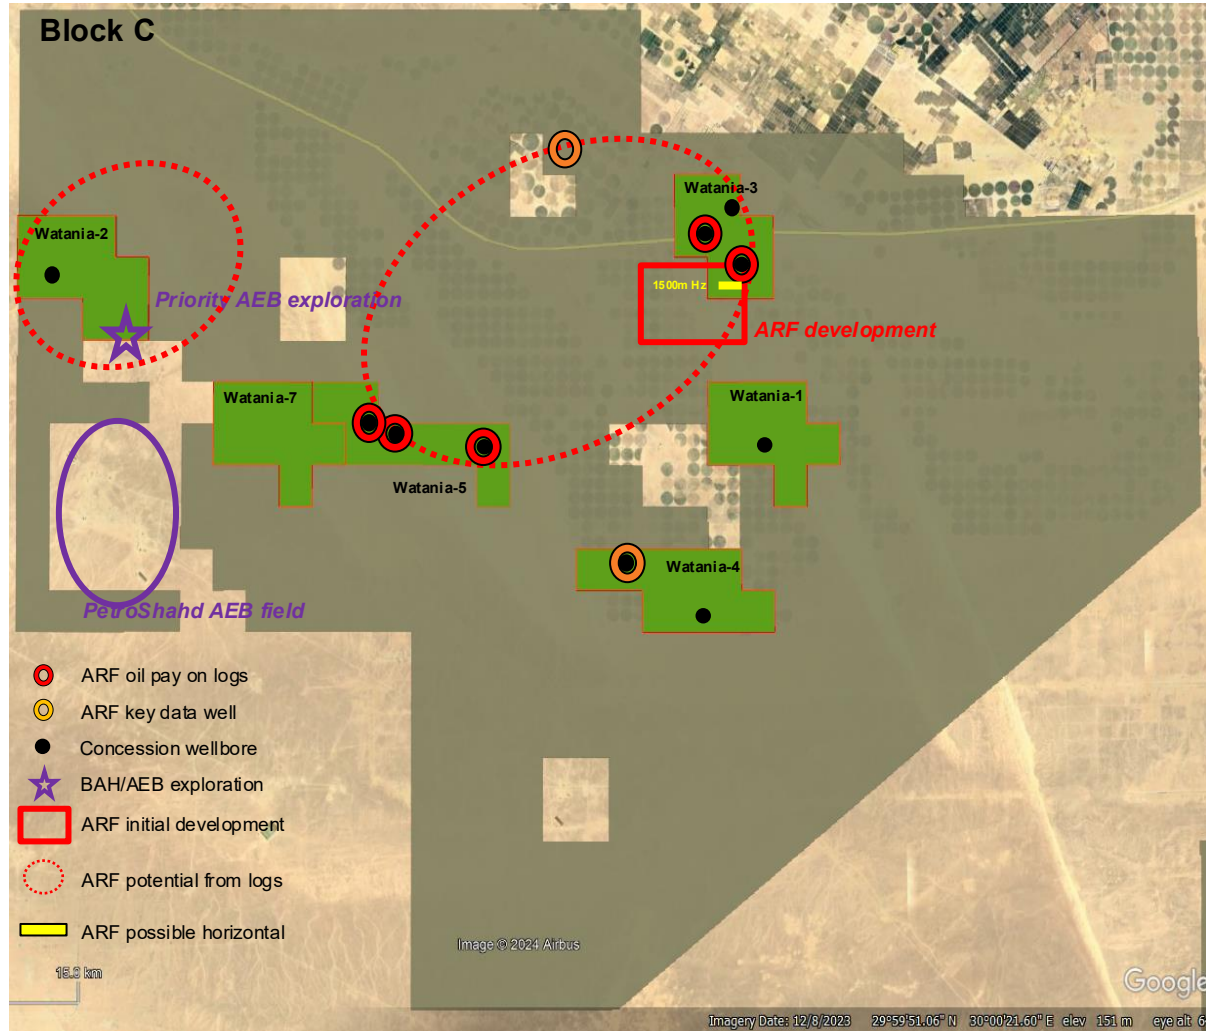 Block C
Watania-3
Watania-2
1500m Hz
Priority AEB exploration
ARF development
Watania-7
Watania-1
Watania-5
Watania-4
PetroShahd AEB field
ARF oil pay on logs
ARF key data well
Concession wellbore
BAH/AEB exploration
ARF initial development
ARF potential from logs
ARF possible horizontal
Image © 2024 Airbus
km
Google
Imagery Date: 12/8/2023 29°59'51.06" N 30°00'21.60" E elev 151 m eye alt